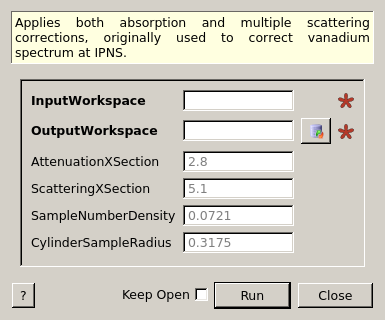 Applies both absorption and multiple scattering
corrections, originally used to correct vanadium
spectrum at IPNS.
InputWorkspace
OutputWorkspace
AttenuationXSection 2.8
ScatteringXSection 5.1
SampleNumberDensity 0.0721
CylinderSampleRadius 0.3175
? Keep Open Run Close